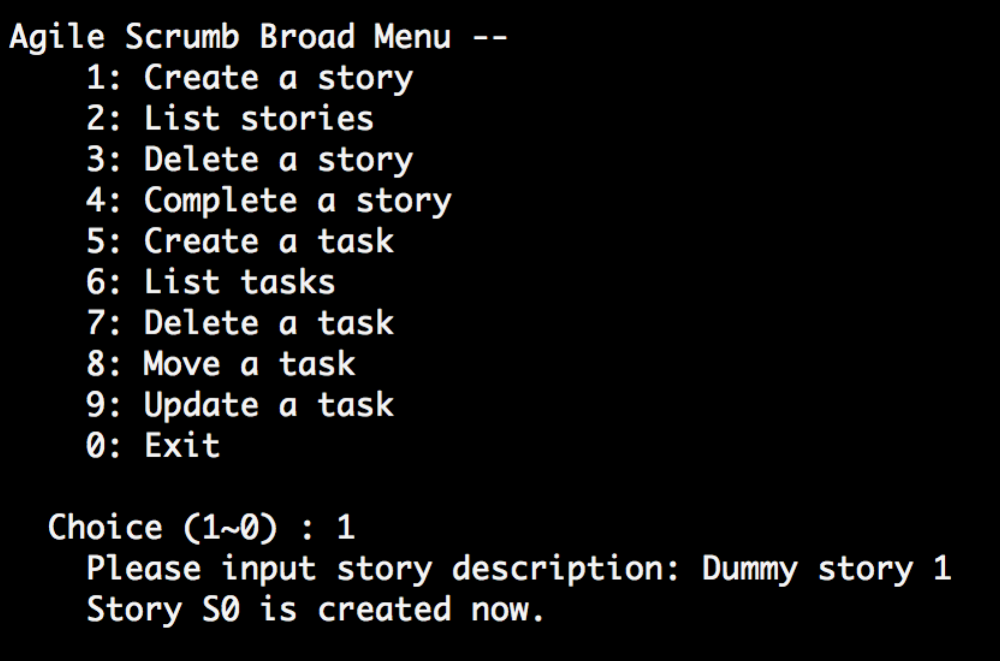 Agile Scrumb Broad Menu --
1: Create a story
2: List stories
3: Delete a story
4: Complete a story
5: Create a task
6: List tasks
7: Delete a task
8: Move a task
9: Update a task
0: Exit
Choice (1~0) : 1
Please input story description: Dummy story 1
Story S0 is created now.